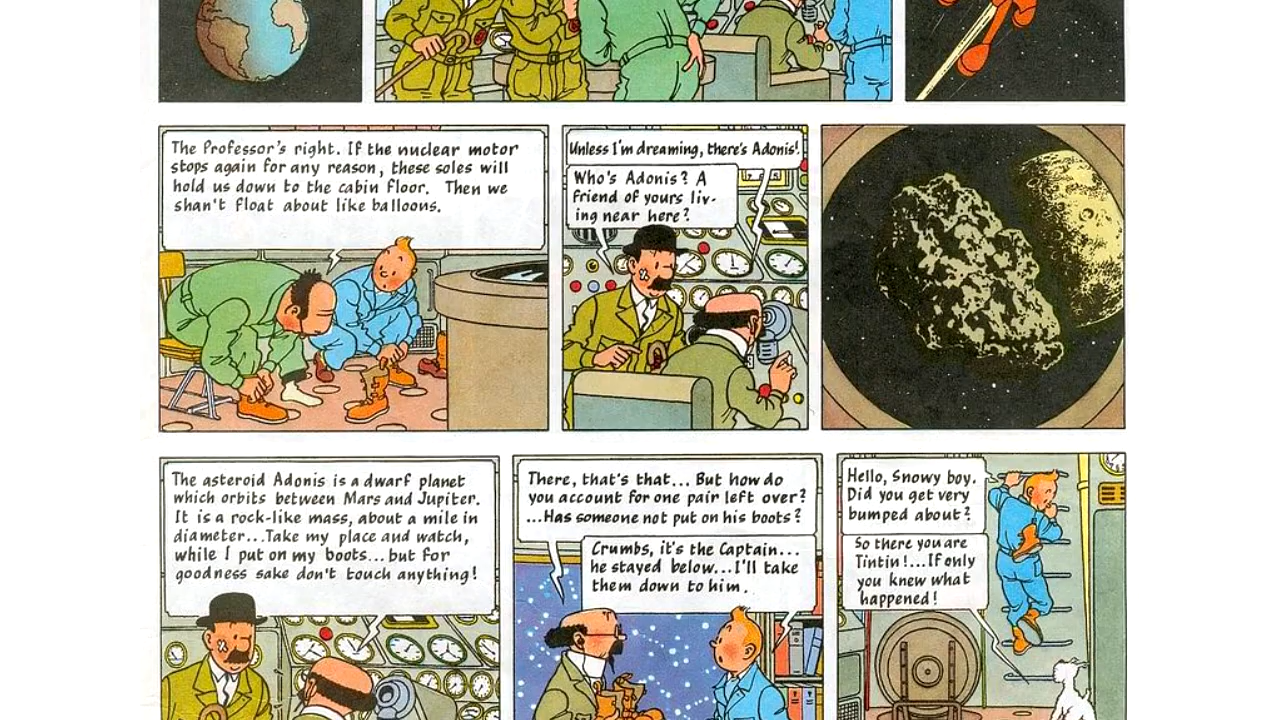 The Professor's right. If the nuclear motor
stops again for any reason, these soles will
hold us down to the cabin floor. Then we
shan't float about like balloons.
Unless I'm dreaming, there's Adonis!
Who's Adonis? A
friend of yours liv-
ing near here?
The asteroid Adonis is a dwarf planet
which orbits between Mars and Jupiter.
It is a rock-like mass, about a mile in
diameter...Take my place and watch,
while I put on my boots...but for
goodness sake don't touch anything!
There, that's that... But how do
you account for one pair left over?
...Has someone not put on his boots?
Crumbs, it's the Captain...
he stayed below...I'll take
them down to him.
Hello, Snowy boy.
Did you get very
bumped about?
So there you are
Tintin!...If only
you knew what
happened!